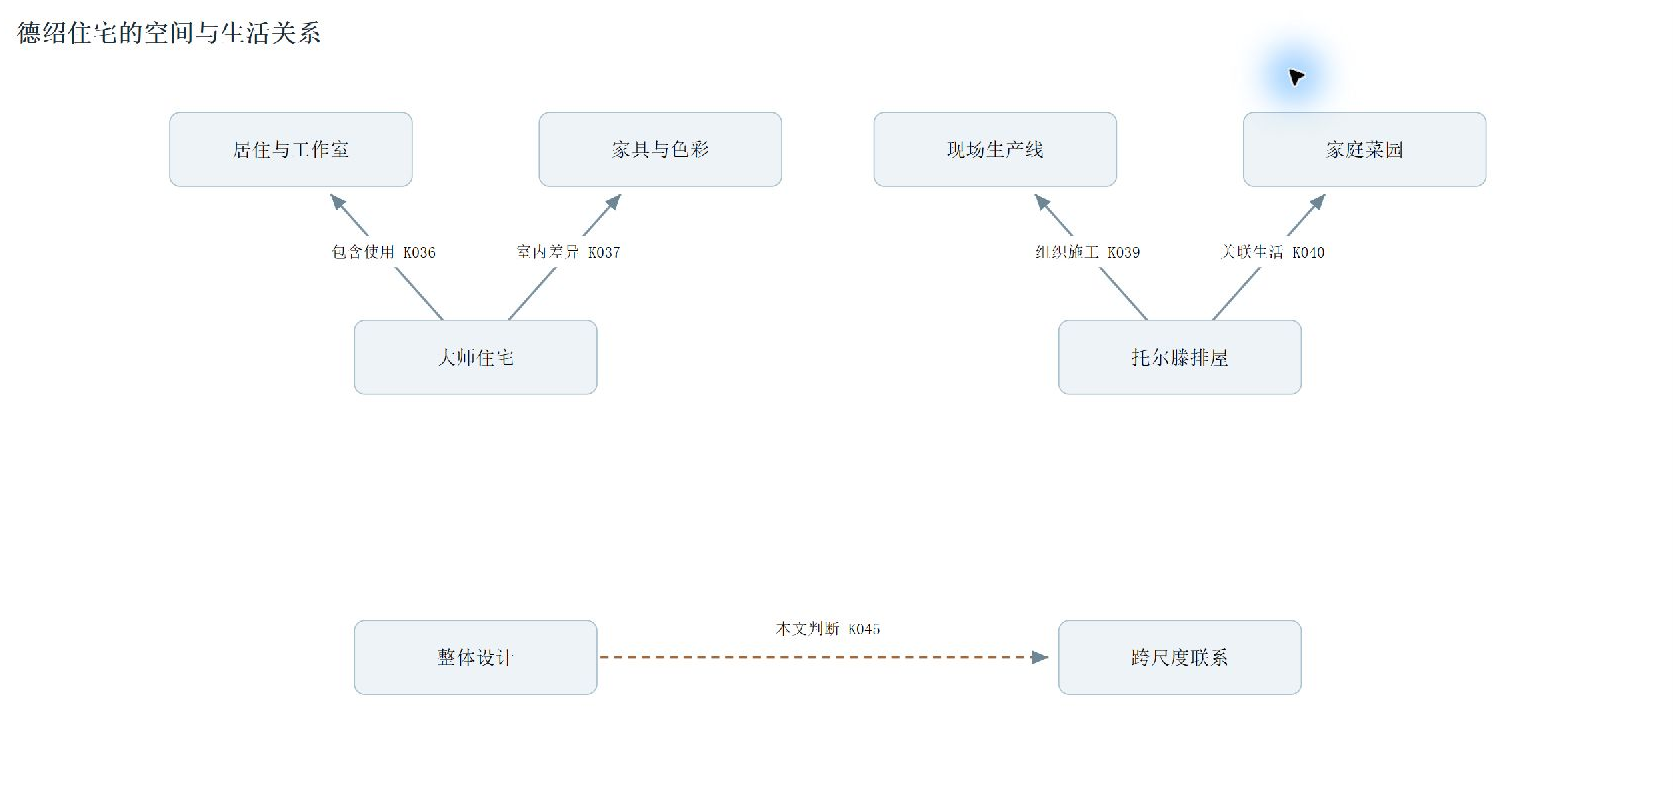 德绍住宅的空间与生活关系
居住与工作室
家具与色彩
现场生产线
家庭菜园
包含使用 K036
室内差异 K037
组织施工 K039
关联生活 K040
大师住宅
托尔滕排屋
本文判断 K045
整体设计
跨尺度联系